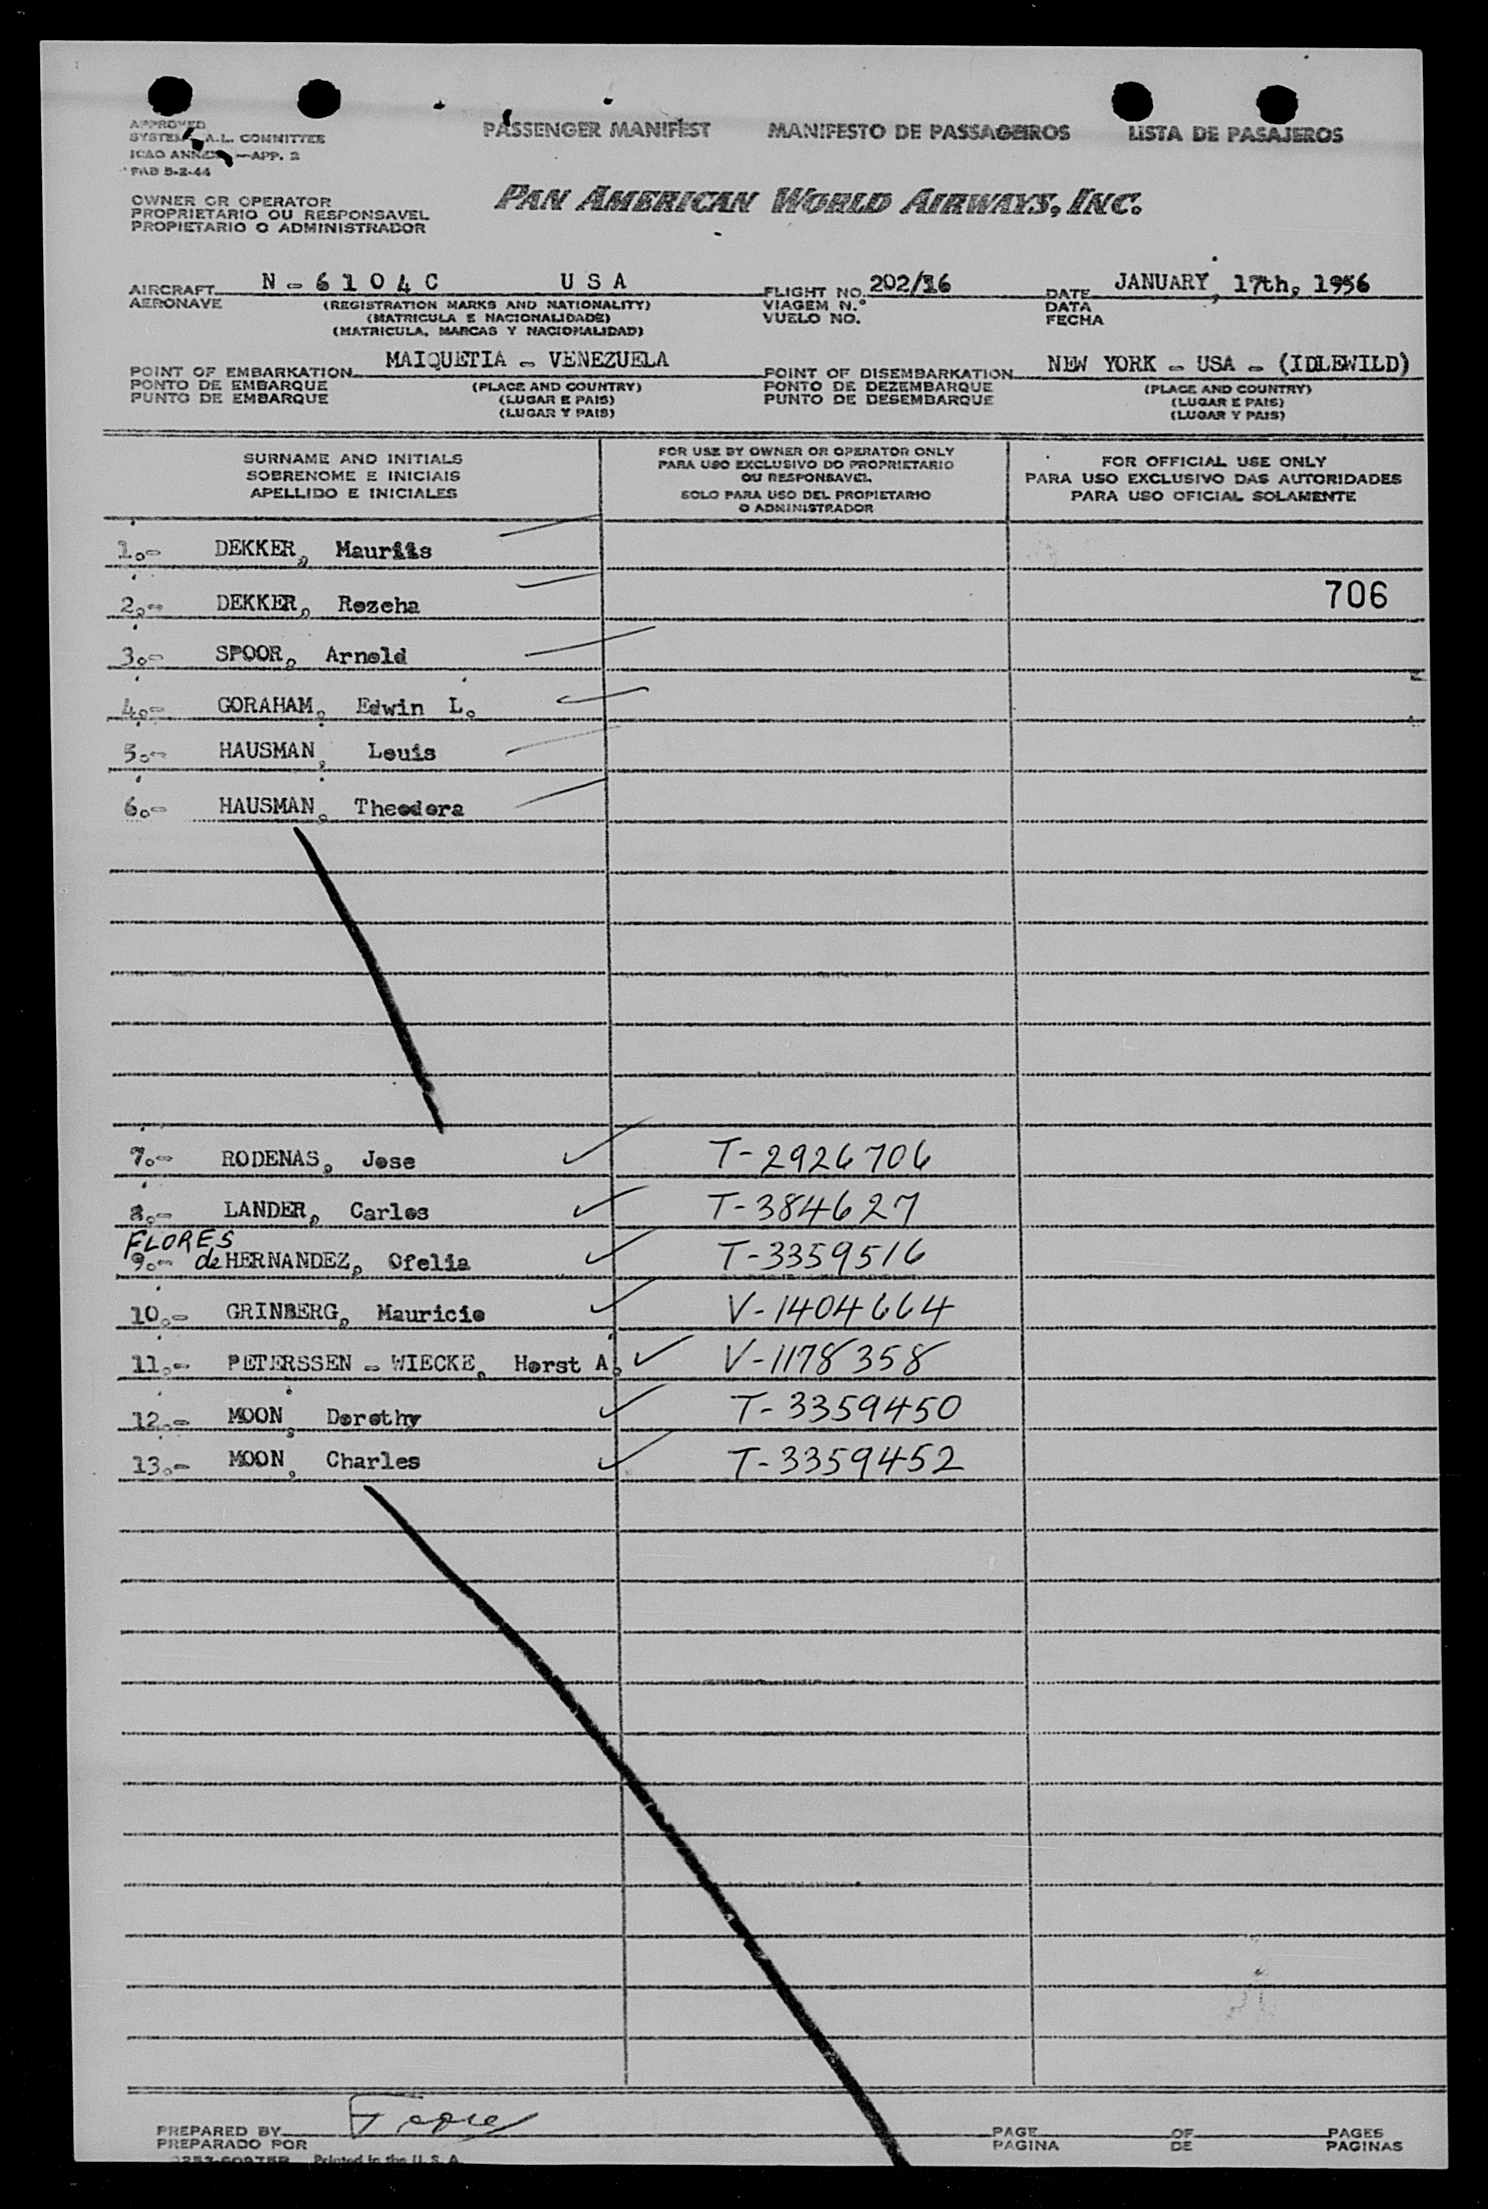 APPROVED
SYSTEM A.L. COMMITTEE
ICAO ANNEX —APP. 2
FAB 5-2-44
PASSENGER MANIFEST MANIFESTO DE PASSAGEIROS LISTA DE PASAJEROS
OWNER OR OPERATOR
PROPRIETARIO OU RESPONSAVEL
PROPIETARIO O ADMINISTRADOR
PAN AMERICAN WORLD AIRWAYS, INC.
AIRCRAFT N-6104C USA FLIGHT NO. 202/16 DATE JANUARY, 17th, 1956
AERONAVE (REGISTRATION MARKS AND NATIONALITY) VIAGEM N.º DATA
(MATRICULA E NACIONALIDADE) VUELO NO. FECHA
(MATRICULA, MARCAS Y NACIONALIDAD)
POINT OF EMBARKATION MAIQUETIA - VENEZUELA POINT OF DISEMBARKATION NEW YORK - USA - (IDLEWILD)
PONTO DE EMBARQUE (PLACE AND COUNTRY) PONTO DE DEZEMBARQUE (PLACE AND COUNTRY)
PUNTO DE EMBARQUE (LUGAR E PAIS) PUNTO DE DESEMBARQUE (LUGAR E PAIS)
(LUGAR Y PAIS) (LUGAR Y PAIS)
SURNAME AND INITIALS
SOBRENOME E INICIAIS
APELLIDO E INICIALES
FOR USE BY OWNER OR OPERATOR ONLY
PARA USO EXCLUSIVO DO PROPRIETARIO
OU RESPONSAVEL
SOLO PARA USO DEL PROPIETARIO
O ADMINISTRADOR
FOR OFFICIAL USE ONLY
PARA USO EXCLUSIVO DAS AUTORIDADES
PARA USO OFICIAL SOLAMENTE
1.- DEKKER, Maurits
2.- DEKKER, Rozeha 706
3.- SPOOR, Arnold
4.- GORAHAM, Edwin L.
5.- HAUSMAN, Louis
6.- HAUSMAN, Theodora
7.- RODENAS, Jose T-2926706
8.- LANDER, Carlos T-384627
FLORES
9.- de HERNANDEZ, Ofelia T-3359516
10.- GRINBERG, Mauricio V-1404664
11.- PETERSSEN - WIECKE, Horst A. V-1178358
12.- MOON, Dorothy T-3359450
13.- MOON, Charles T-3359452
PREPARED BY PAGE OF PAGES
PREPARADO POR PAGINA DE PAGINAS
Printed in the U.S.A.